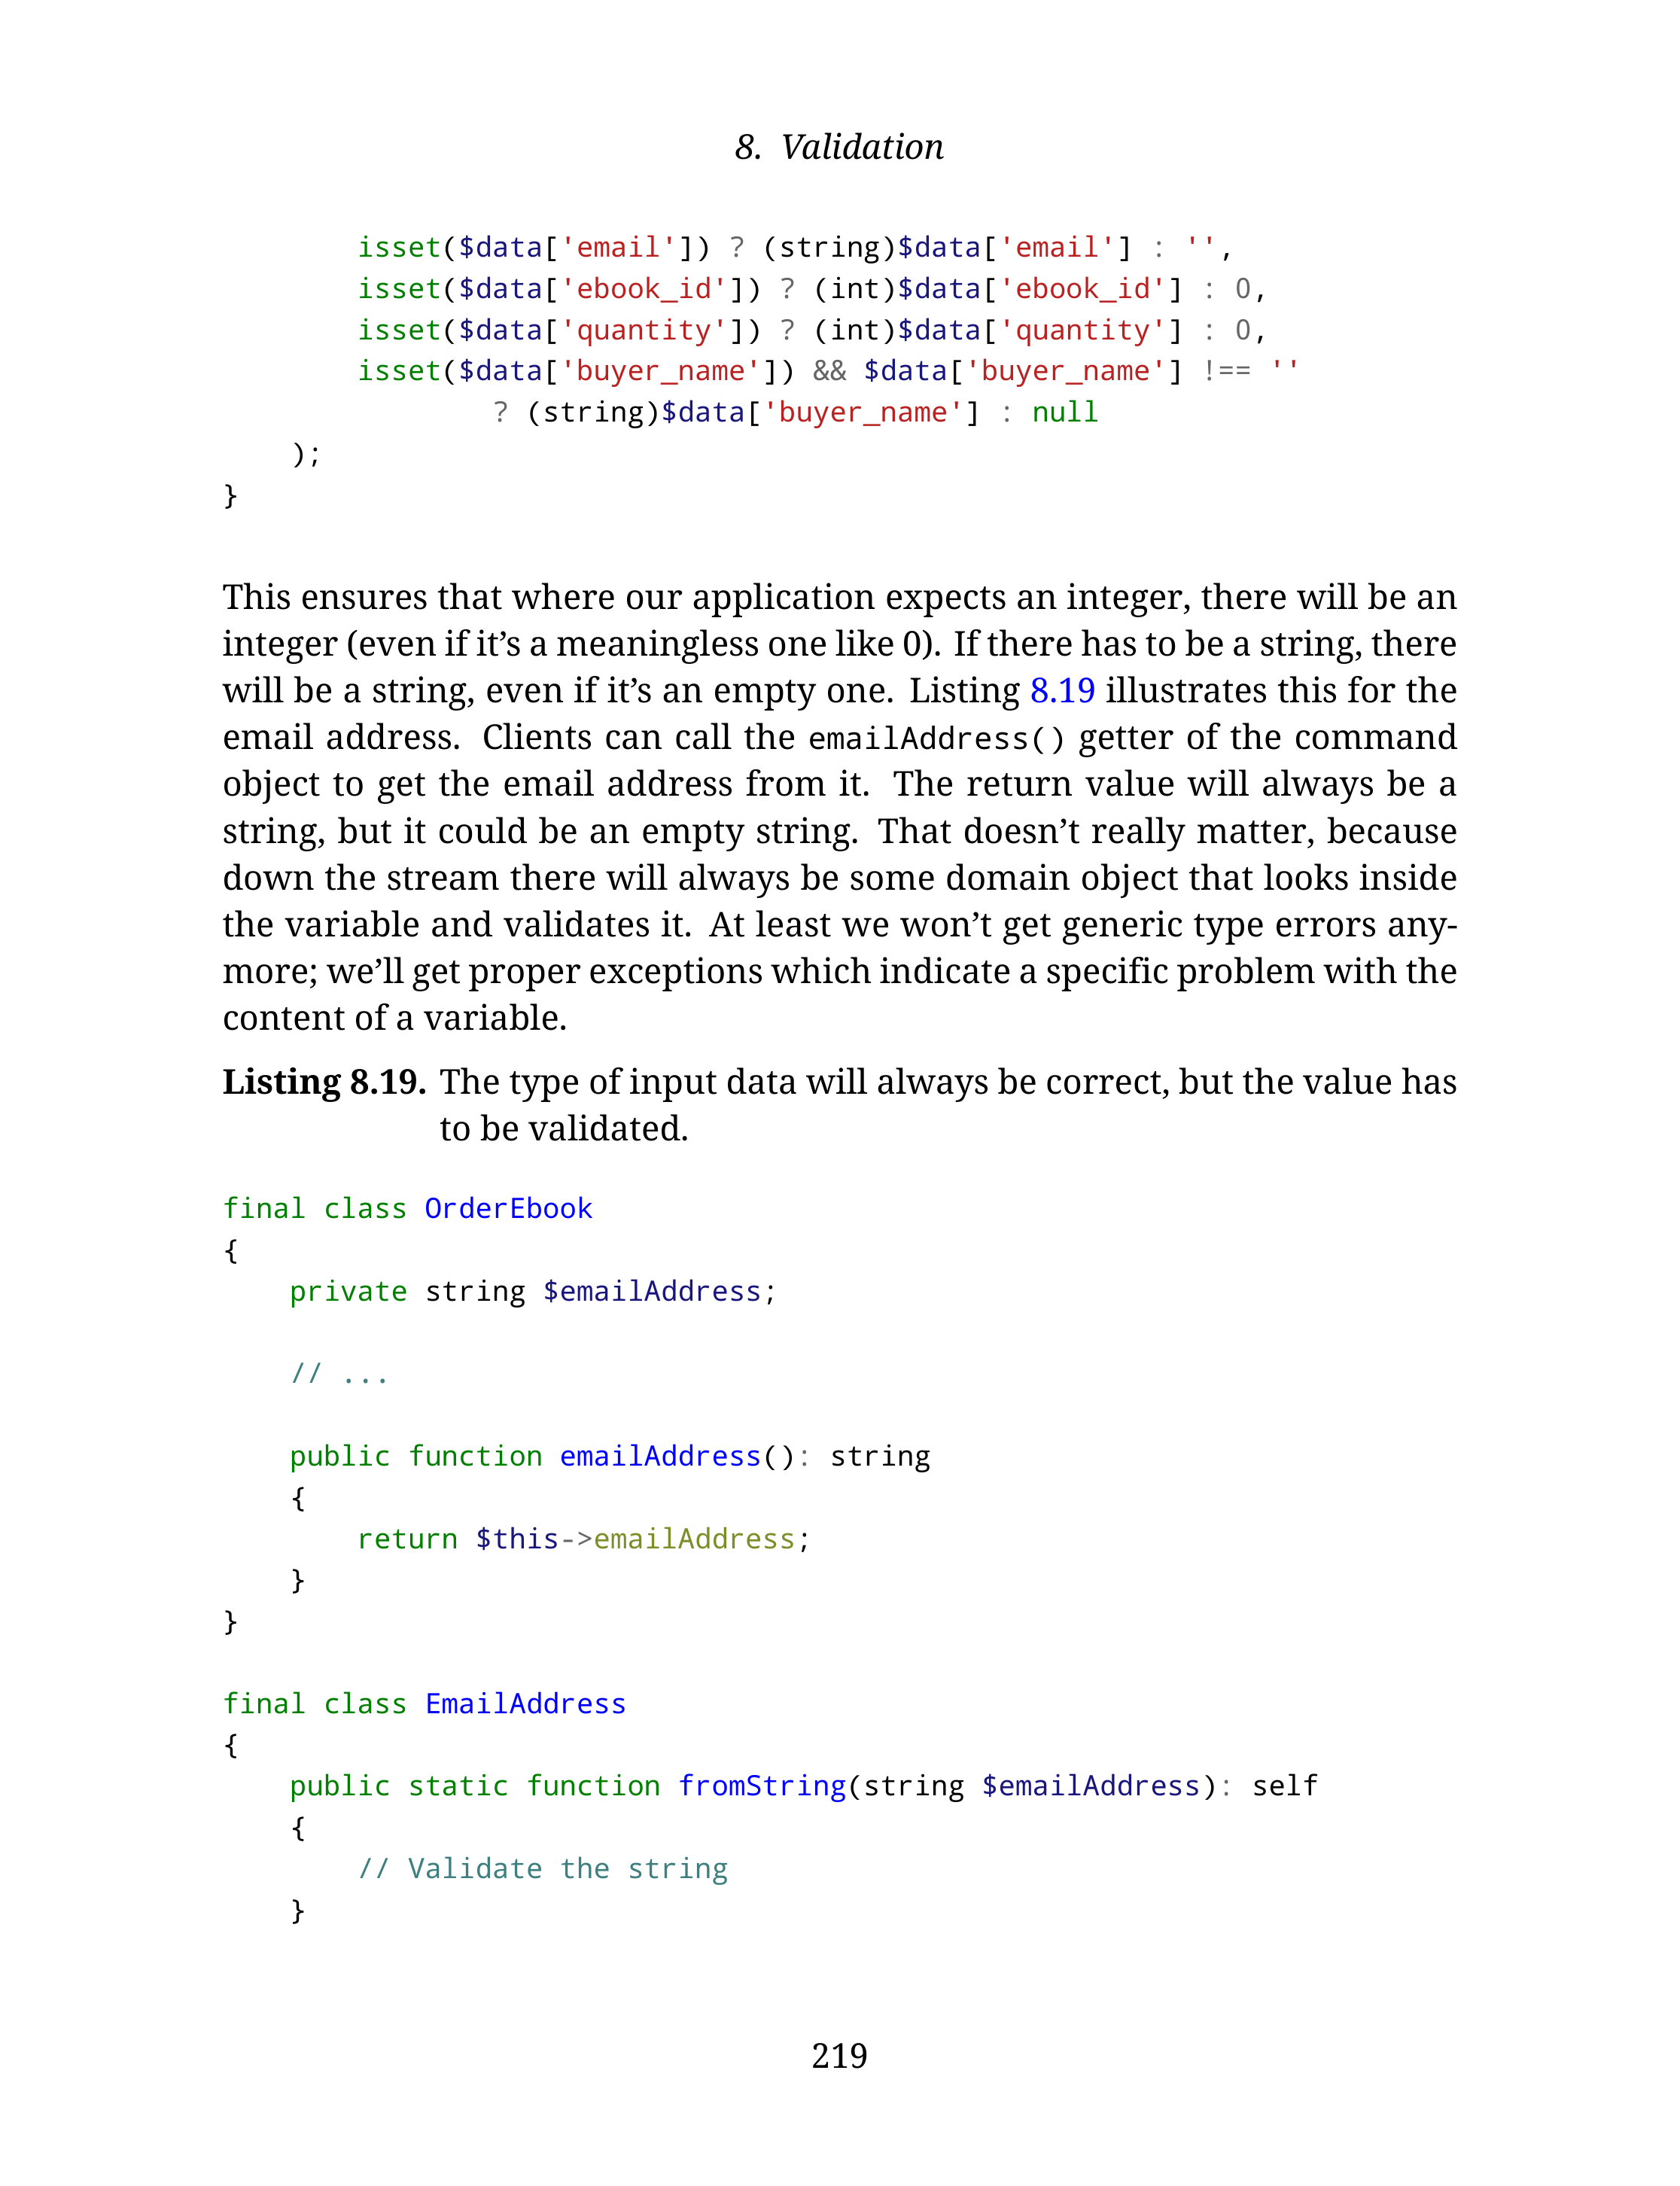 8. Validation
        isset($data['email']) ? (string)$data['email'] : '',
        isset($data['ebook_id']) ? (int)$data['ebook_id'] : 0,
        isset($data['quantity']) ? (int)$data['quantity'] : 0,
        isset($data['buyer_name']) && $data['buyer_name'] !== ''
                ? (string)$data['buyer_name'] : null
    );
}
This ensures that where our application expects an integer, there will be an
integer (even if it’s a meaningless one like 0). If there has to be a string, there
will be a string, even if it’s an empty one. Listing 8.19 illustrates this for the
email address. Clients can call the emailAddress() getter of the command
object to get the email address from it. The return value will always be a
string, but it could be an empty string. That doesn’t really matter, because
down the stream there will always be some domain object that looks inside
the variable and validates it. At least we won’t get generic type errors any-
more; we’ll get proper exceptions which indicate a specific problem with the
content of a variable.
Listing 8.19. The type of input data will always be correct, but the value has
to be validated.
final class OrderEbook
{
    private string $emailAddress;
    // ...
    public function emailAddress(): string
    {
        return $this->emailAddress;
    }
}
final class EmailAddress
{
    public static function fromString(string $emailAddress): self
    {
        // Validate the string
    }
219